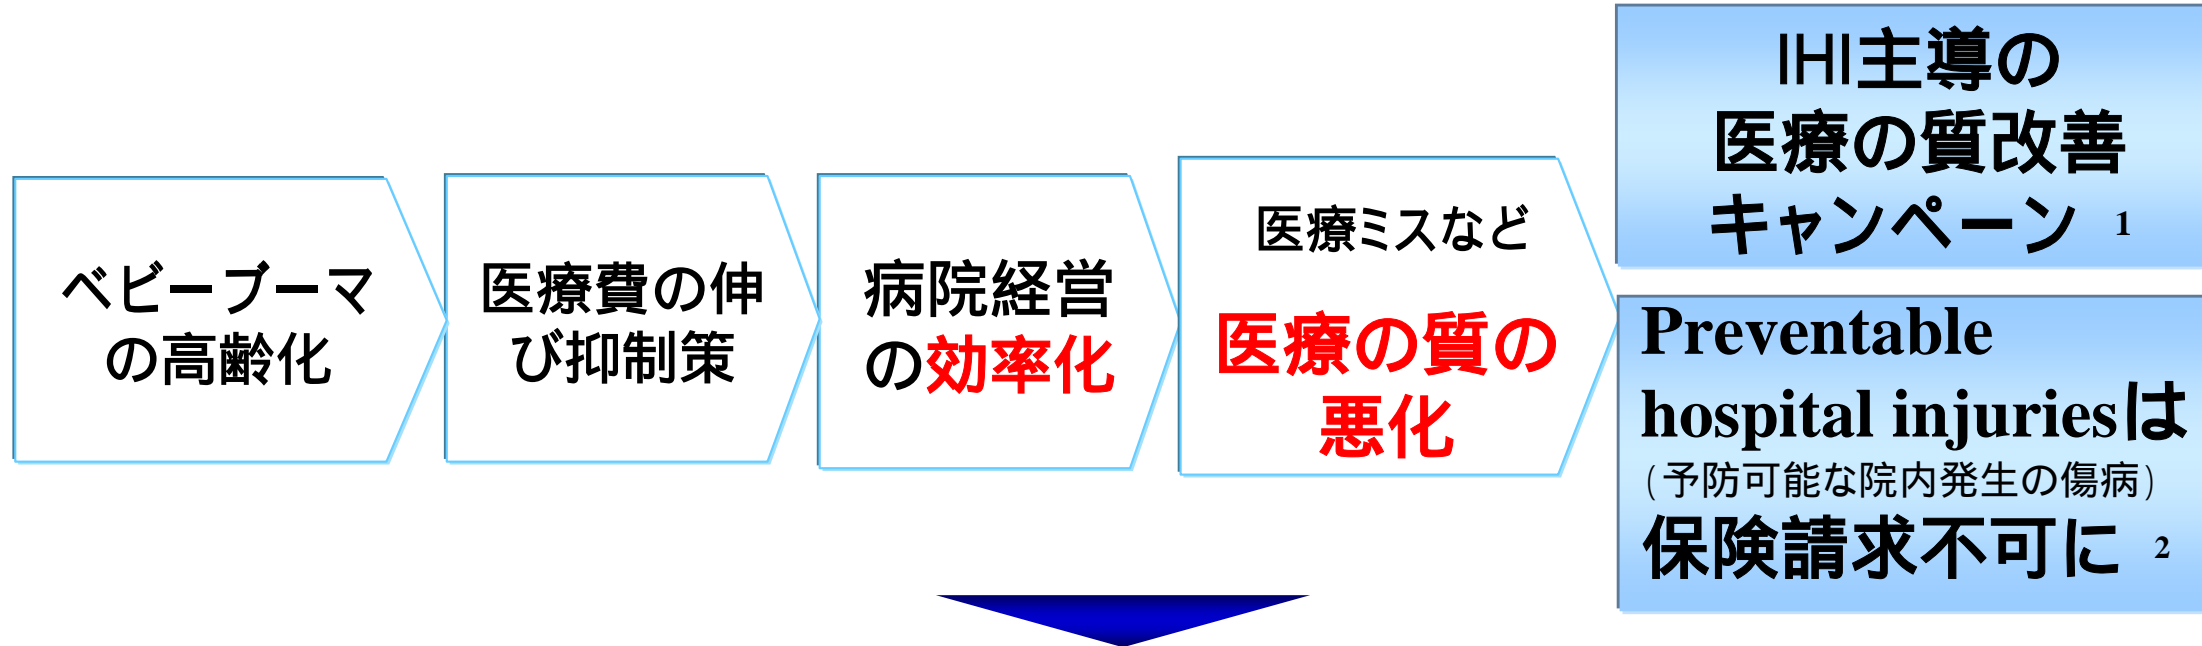 ベビーブーマ
の高齢化
医療費の伸
び抑制策
病院経営
の効率化
医療ミスなど
医療の質の
悪化
IHI主導の
医療の質改善
キャンペーン 1
Preventable
hospital injuriesは
(予防可能な院内発生の傷病)
保険請求不可に 2